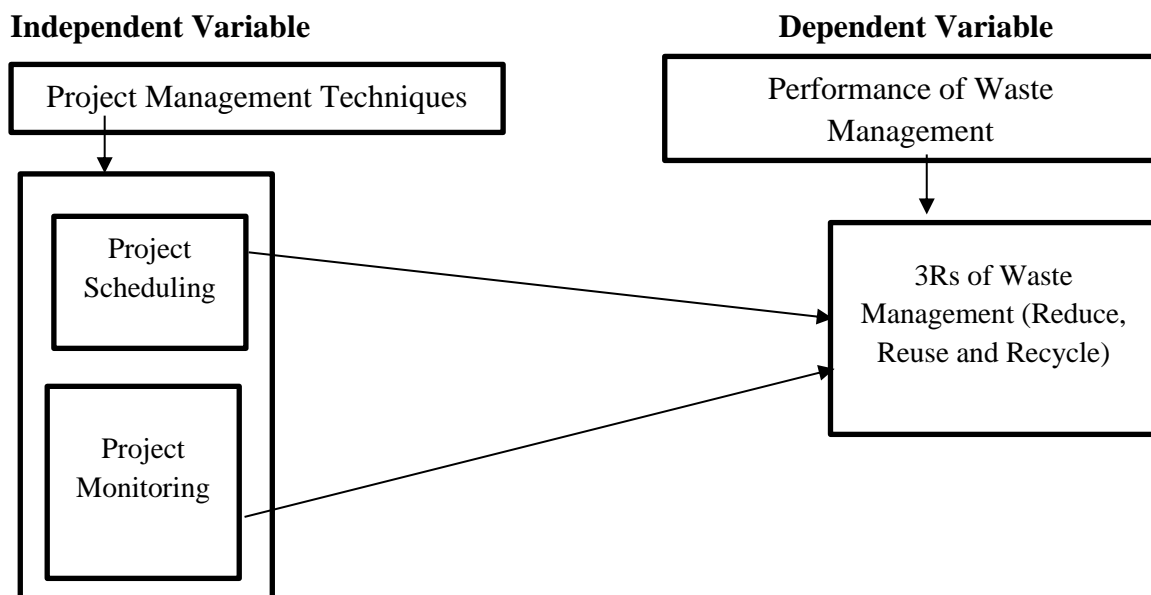 Independent Variable
Dependent Variable
Project Management Techniques
Performance of Waste
Management
Project
Scheduling
3Rs of Waste
Management (Reduce,
Reuse and Recycle)
Project
Monitoring